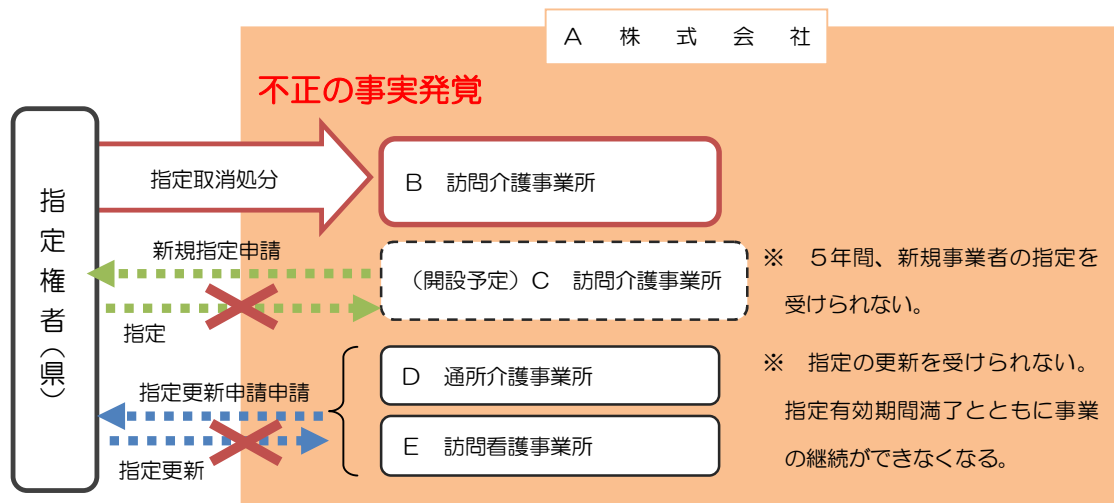 A 株式会社
不正の事実発覚
指定権者(県)
指定取消処分
B 訪問介護事業所
新規指定申請
(開設予定)C 訪問介護事業所
指定
※ 5年間、新規事業者の指定を
受けられない。
指定更新申請申請
D 通所介護事業所
E 訪問看護事業所
指定更新
※ 指定の更新を受けられない。
指定有効期間満了とともに事業
の継続ができなくなる。